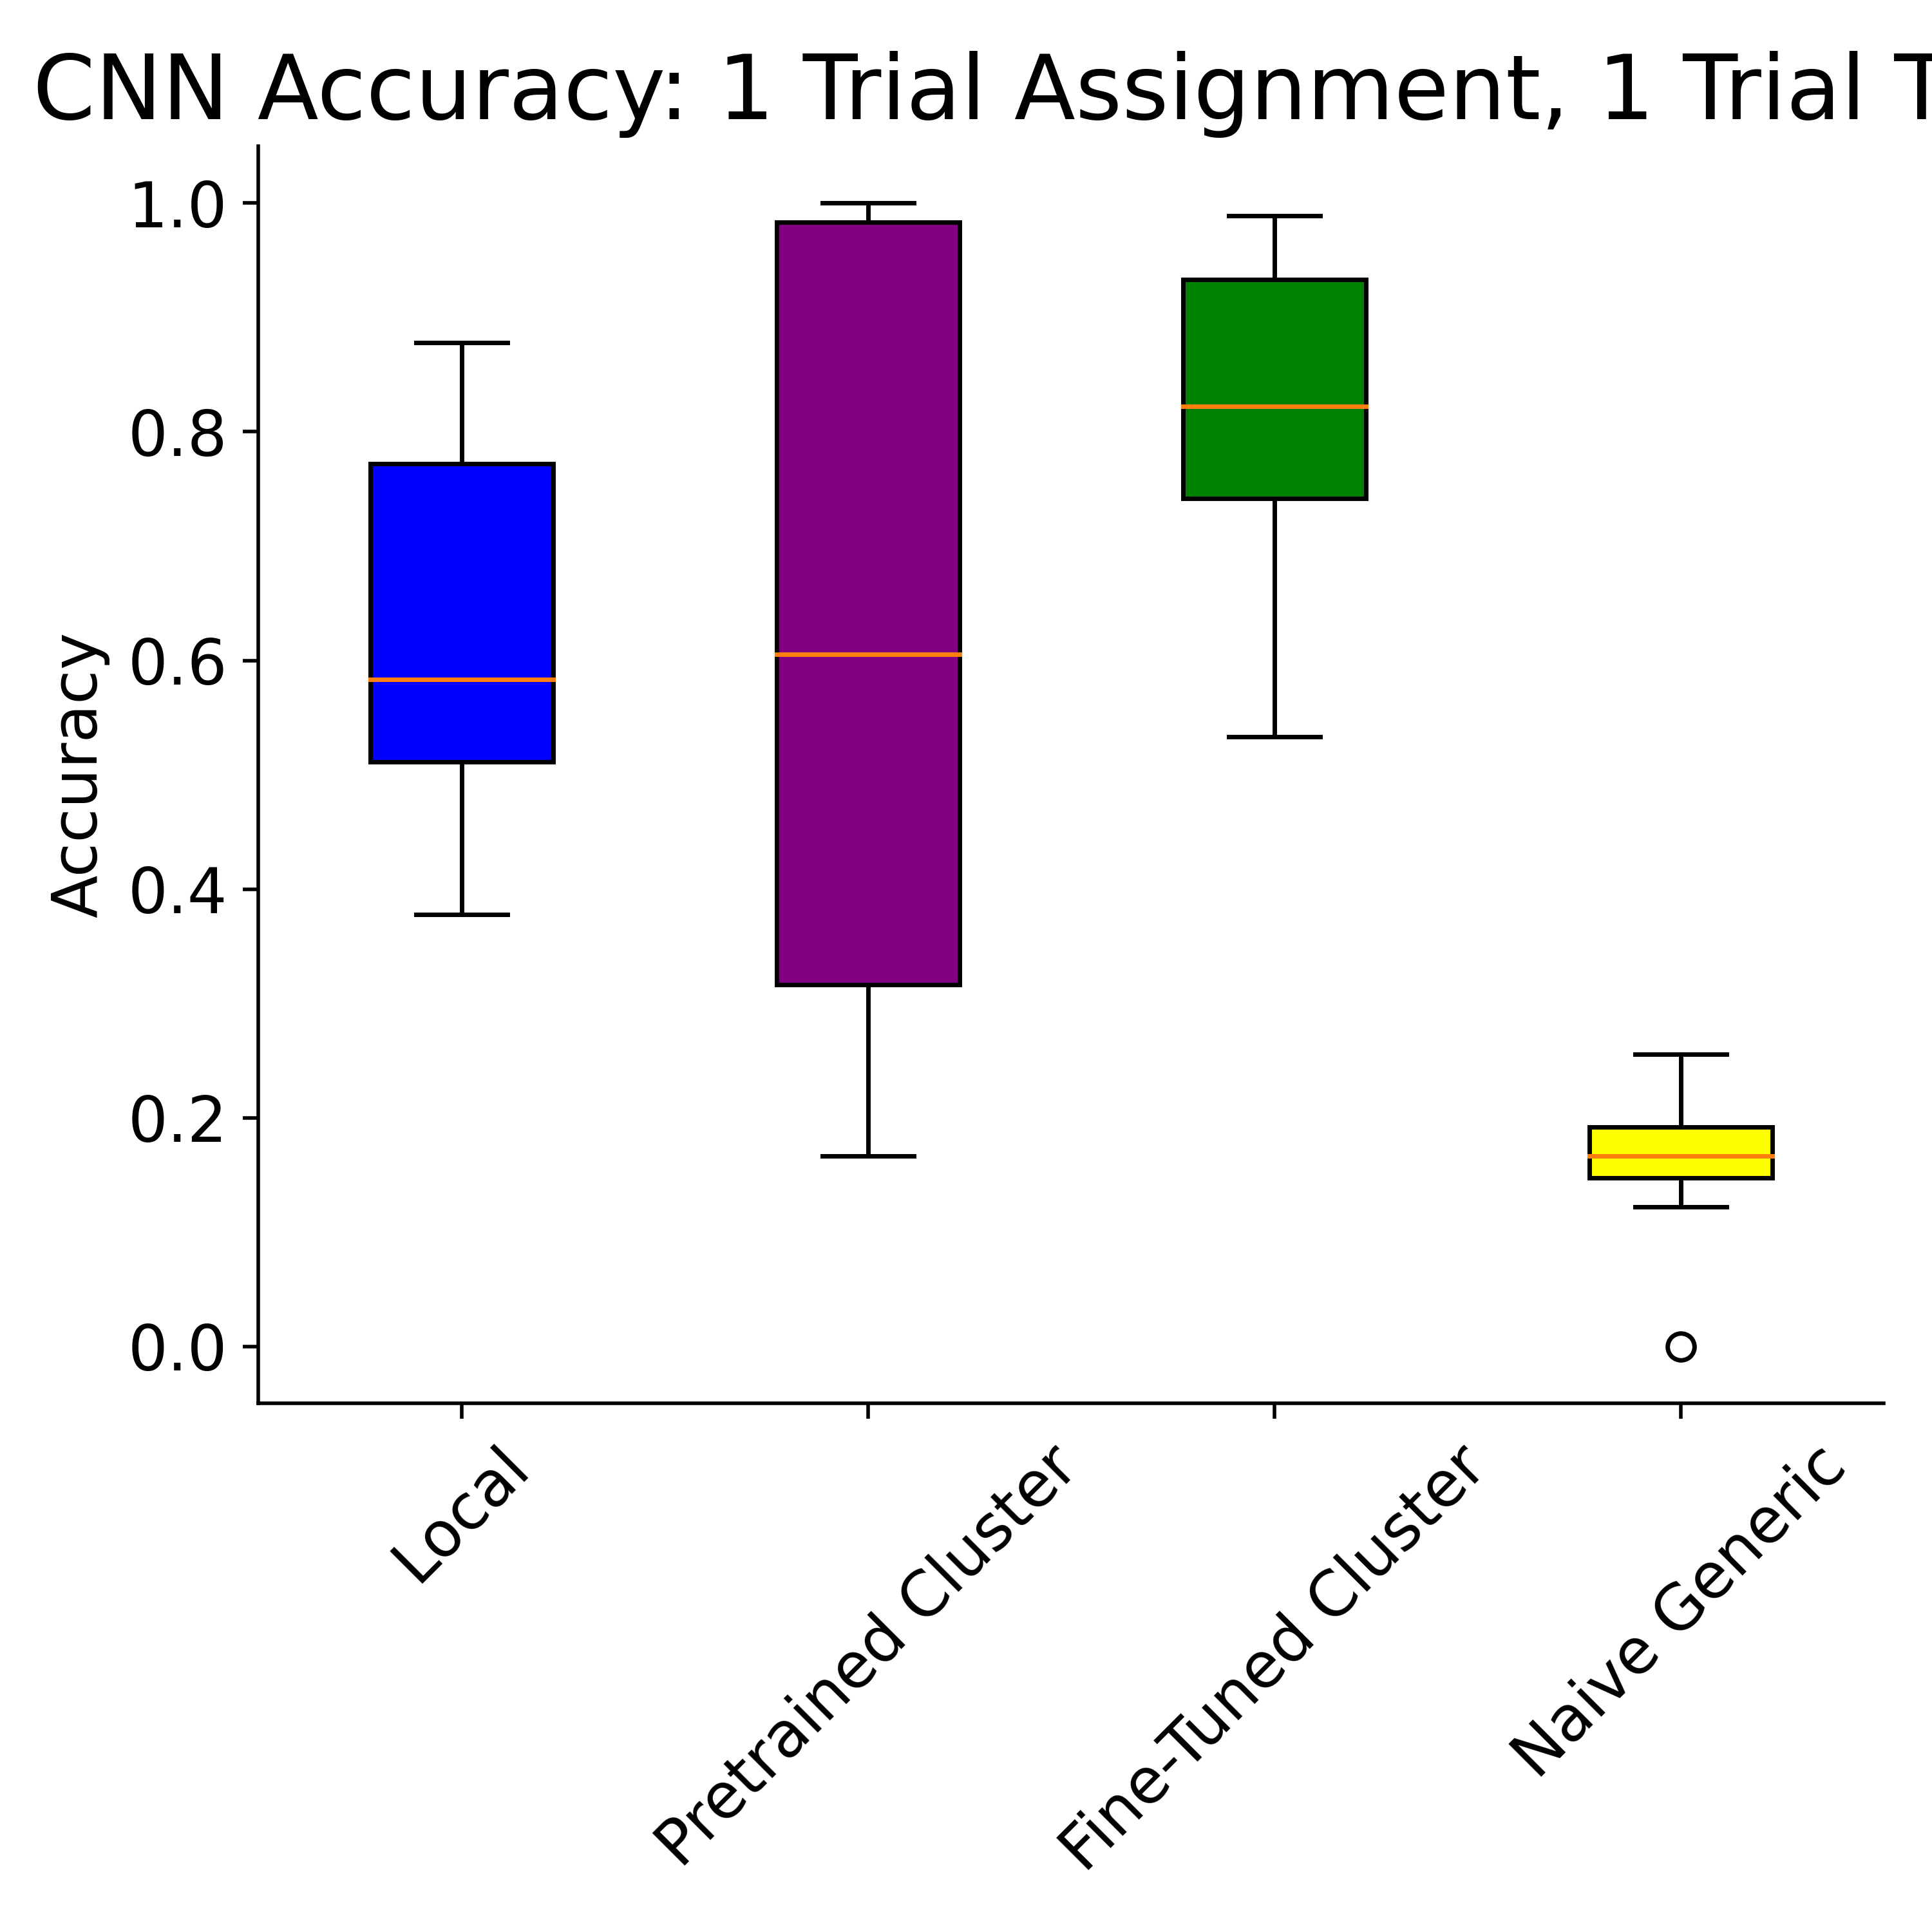 CNN Accuracy: 1 Trial Assignment, 1 Trial
1.0
0.8
0.6
0.4
0.2
0.0
Accuracy
Local
Pretrained Cluster
Fine-Tuned Cluster
Naive Generic